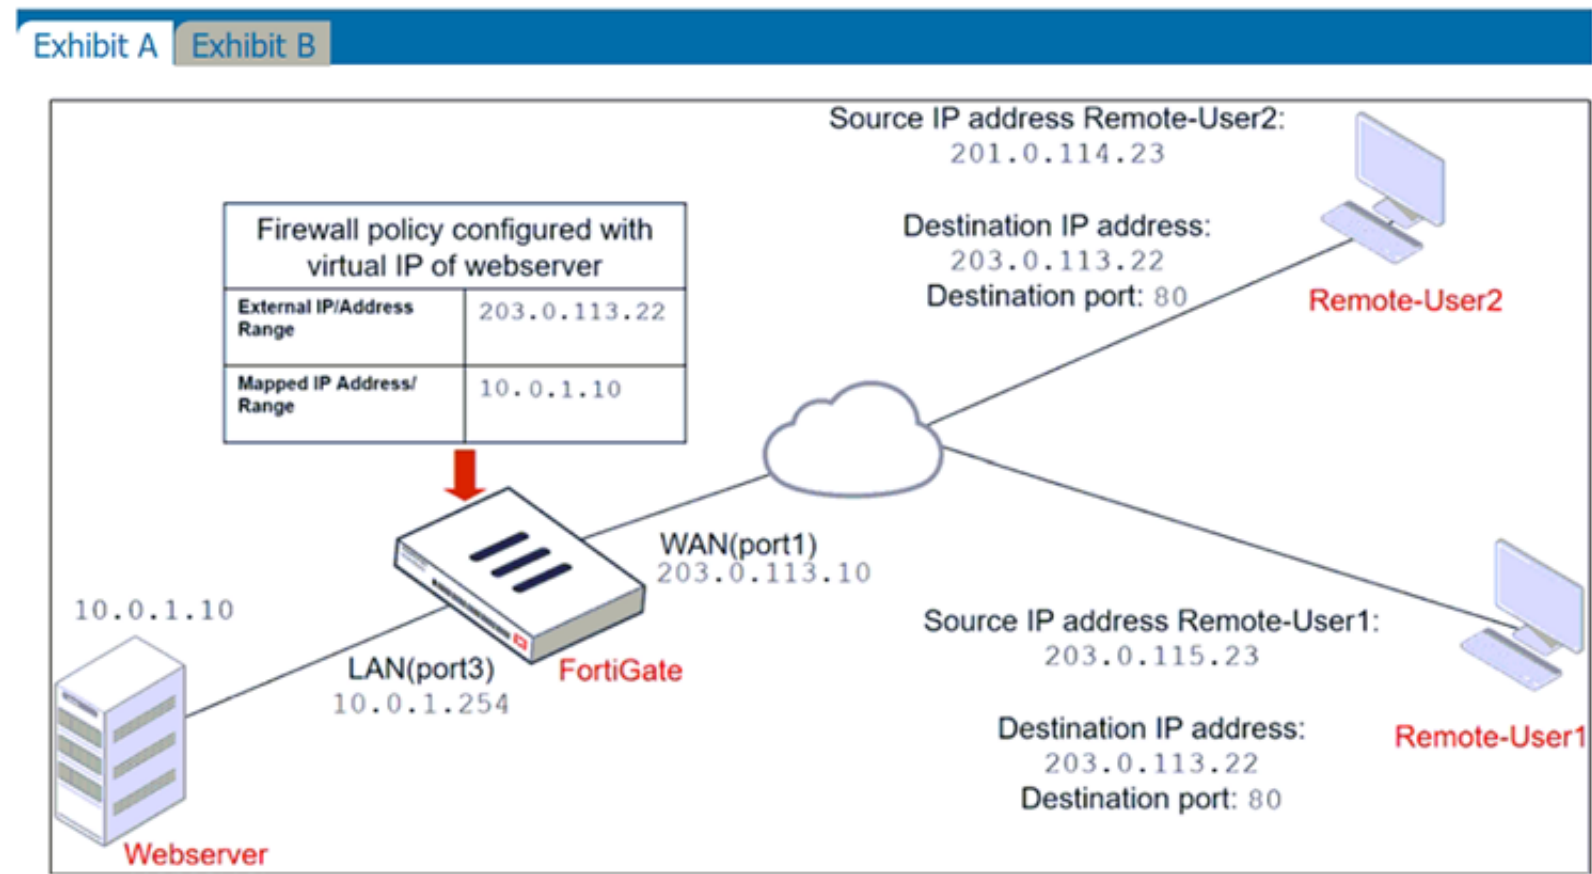 Exhibit A
Exhibit B
Source IP address Remote-User2:
201.0.114.23
Destination IP address:
203.0.113.22
Destination port: 80
Remote-User2
Firewall policy configured with
virtual IP of webserver
External IP/Address
Range
203.0.113.22
Mapped IP Address/
Range
10.0.1.10
WAN(port1)
203.0.113.10
10.0.1.10
LAN(port3)
10.0.1.254
FortiGate
Webserver
Source IP address Remote-User1:
203.0.115.23
Destination IP address:
203.0.113.22
Destination port: 80
Remote-User1